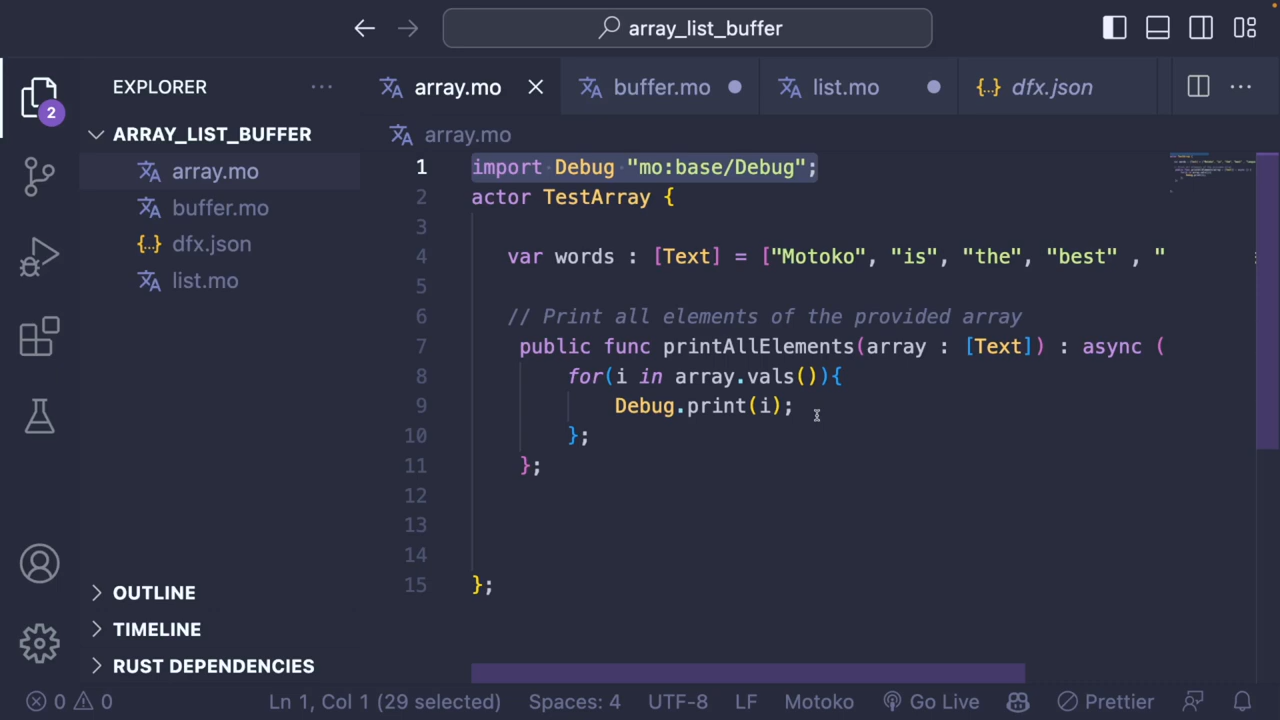 array_list_buffer
EXPLORER ...
array.mo
buffer.mo
list.mo
{..} dfx.json
...
ARRAY_LIST_BUFFER
array.mo
buffer.mo
{..} dfx.json
list.mo
2
OUTLINE
TIMELINE
RUST DEPENDENCIES
array.mo
1 import Debug "mo:base/Debug";
2 actor TestArray {
3
4 var words : [Text] = ["Motoko", "is", "the", "best" , "
5
6 // Print all elements of the provided array
7 public func printAllElements(array : [Text]) : async (
8 for(i in array.vals()){
9 Debug.print(i);
10 };
11 };
12
13
14
15 };
0 0 Ln 1, Col 1 (29 selected) Spaces: 4 UTF-8 LF Motoko Go Live Prettier